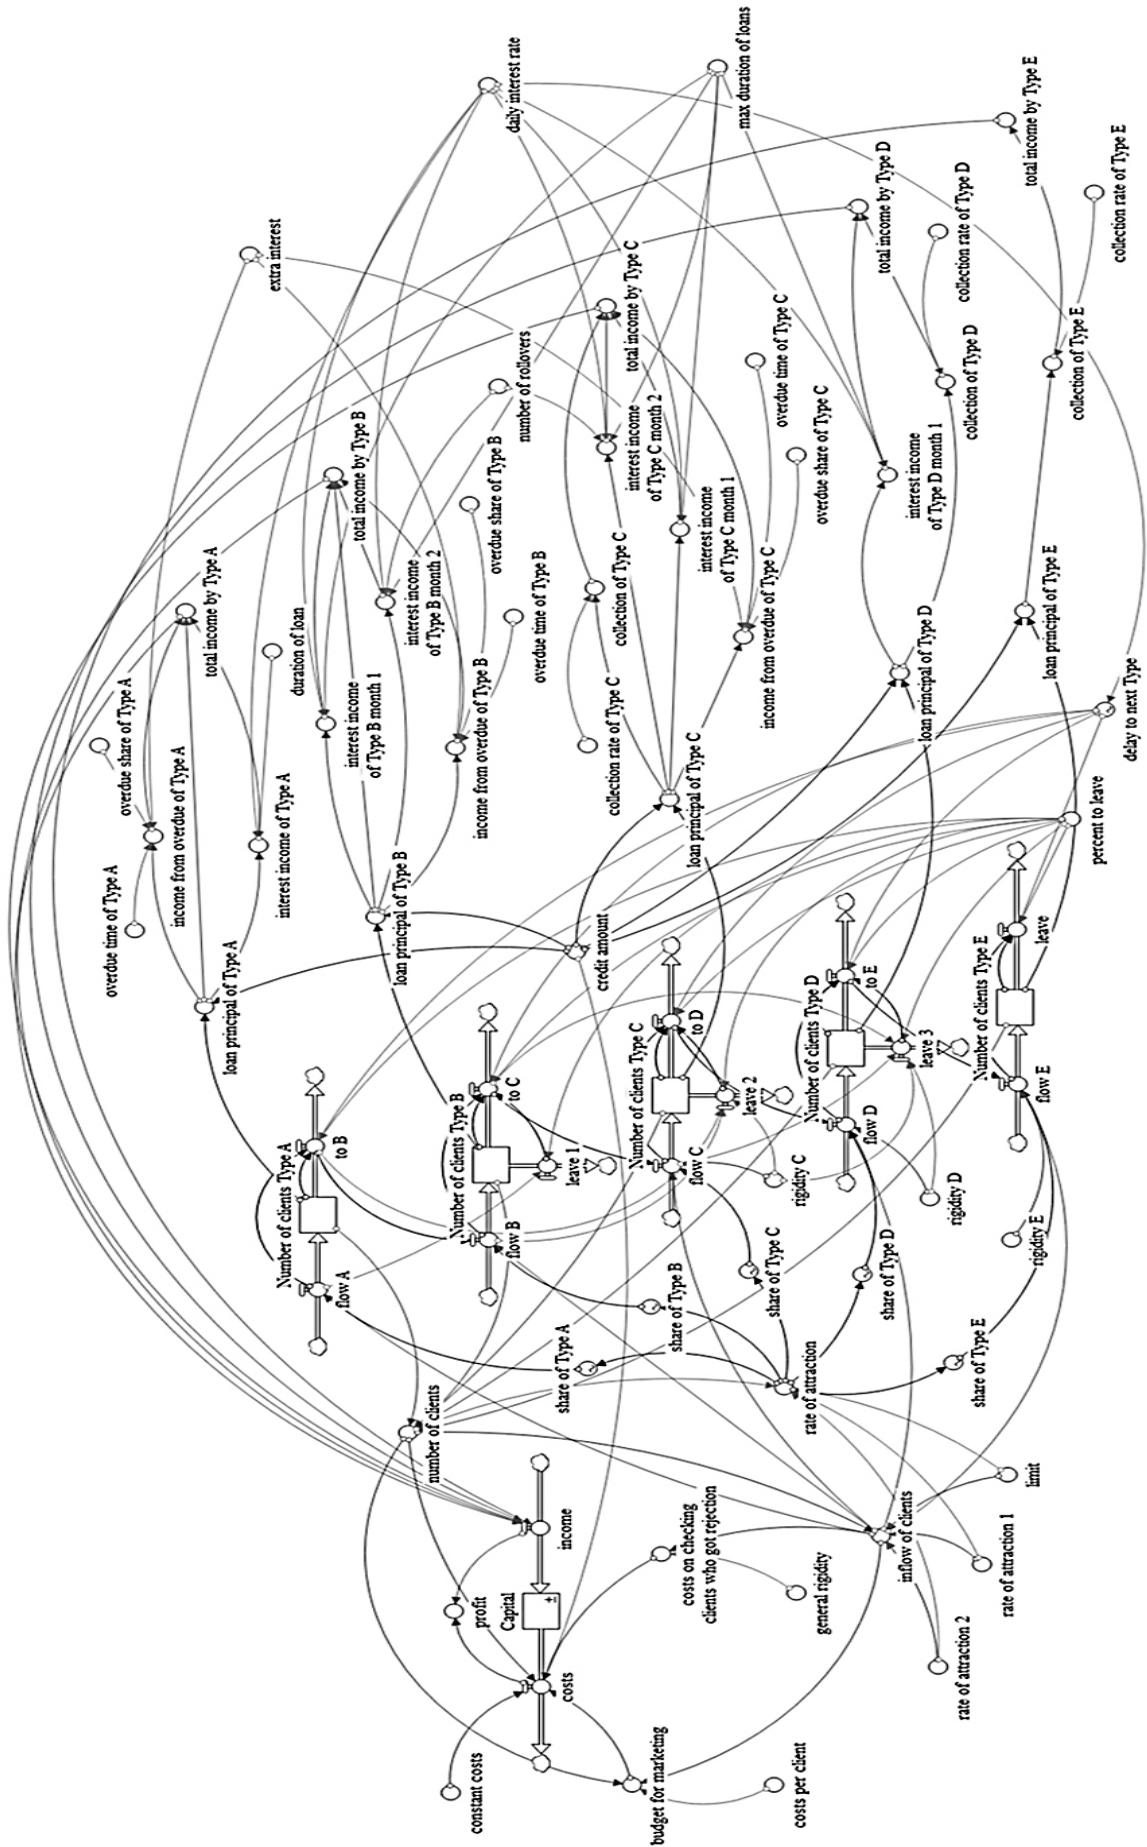 daily interest rate
max duration of loans
total income by Type E
collection rate of Type E
extra interest
total income by Type D
collection rate of Type D
total income by Type C
number of rollovers
overdue time of Type C
collection of Type E
collection of Type D
interest income
of Type C month 2
overdue share of Type C
interest income
of Type D month 1
total income by Type B
overdue share of Type B
interest income
of Type C month 1
interest income
of Type B month 2
overdue time of Type B
collection of Type C
income from overdue of Type C
total income by Type A
duration of loan
loan principal of Type D
loan principal of Type E
delay to next Type
overdue share of Type A
interest income
of Type B month 1
income from overdue of Type B
collection rate of Type C
loan principal of Type C
percent to leave
overdue time of Type A
income from overdue of Type A
interest income of Type A
loan principal of Type B
credit amount
loan principal of Type A
Number of clients Type A
to B
flow A
Number of clients Type B
to C
leave 1
flow B
Number of clients Type C
to D
leave 2
flow C
rigidity C
Number of clients Type D
to E
leave 3
flow D
rigidity D
Number of clients Type E
leave
flow E
rigidity E
share of Type A
share of Type B
share of Type C
share of Type D
share of Type E
rate of attraction
number of clients
income
profit
Capital
±
costs
costs on checking
clients who got rejection
general rigidity
inflow of clients
limit
rate of attraction 1
rate of attraction 2
constant costs
budget for marketing
costs per client